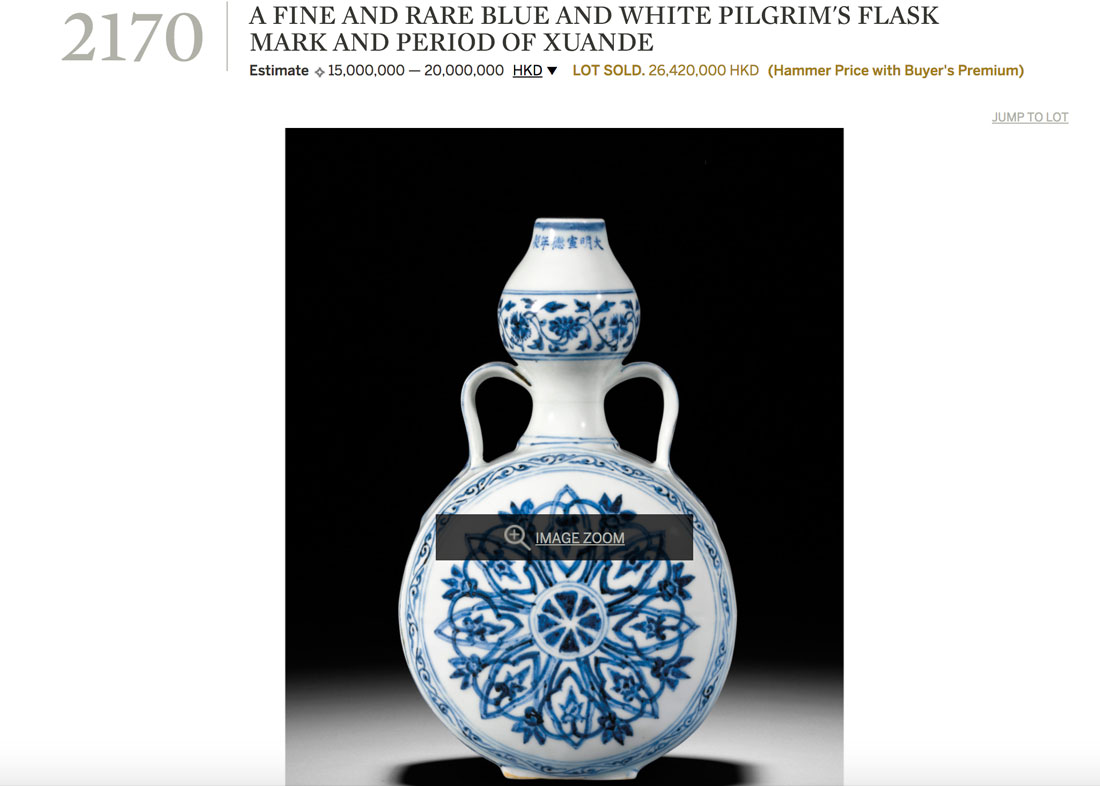 2170
A FINE AND RARE BLUE AND WHITE PILGRIM'S FLASK
MARK AND PERIOD OF XUANDE
Estimate 15,000,000 — 20,000,000 HKD ▼ LOT SOLD. 26,420,000 HKD (Hammer Price with Buyer's Premium)
JUMP TO LOT
製年德宣明大
IMAGE ZOOM